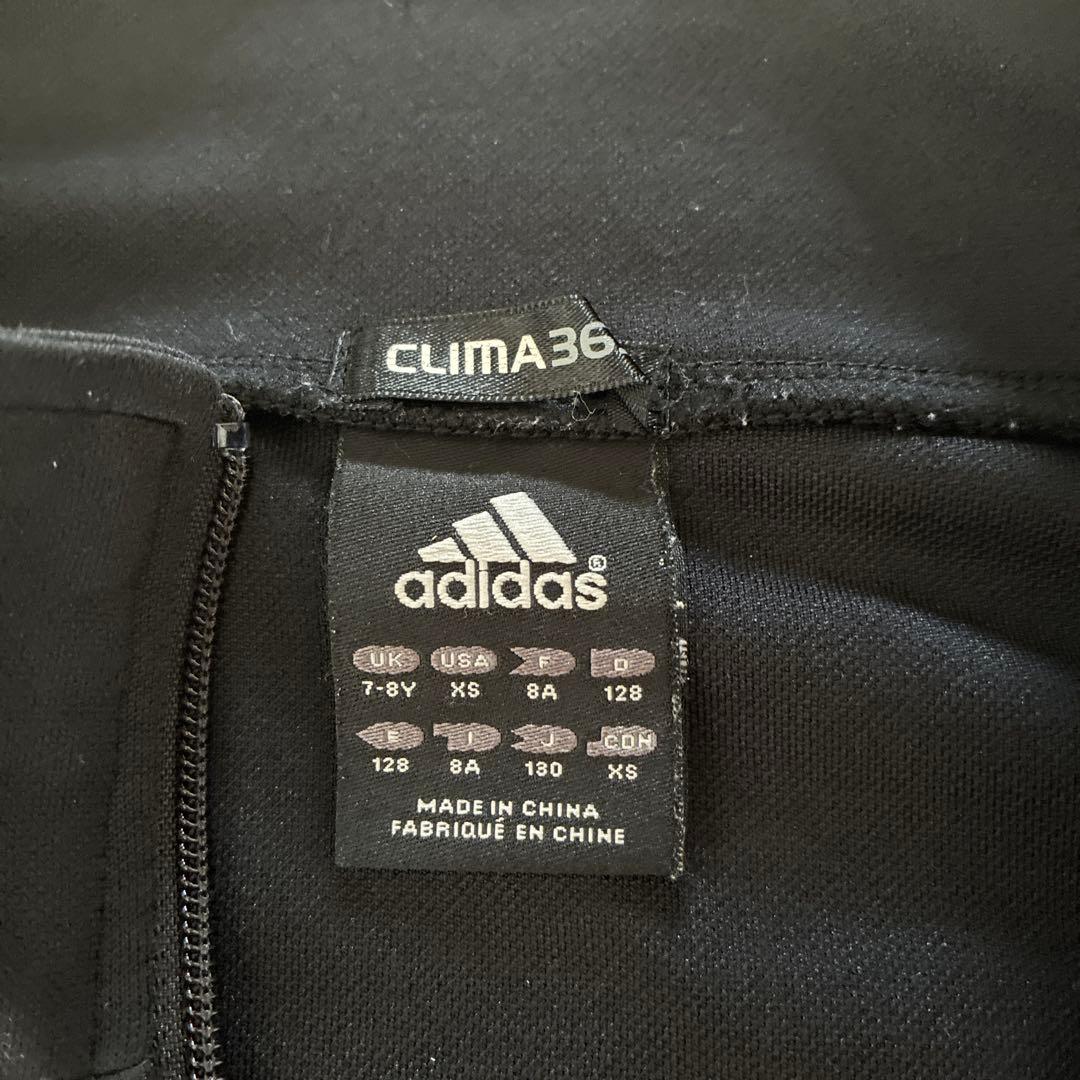 CLIMA36
adidas®
UK USA F D
7-8Y XS 8A 128
E I J CDN
128 8A 130 XS
MADE IN CHINA
FABRIQUÉ EN CHINE